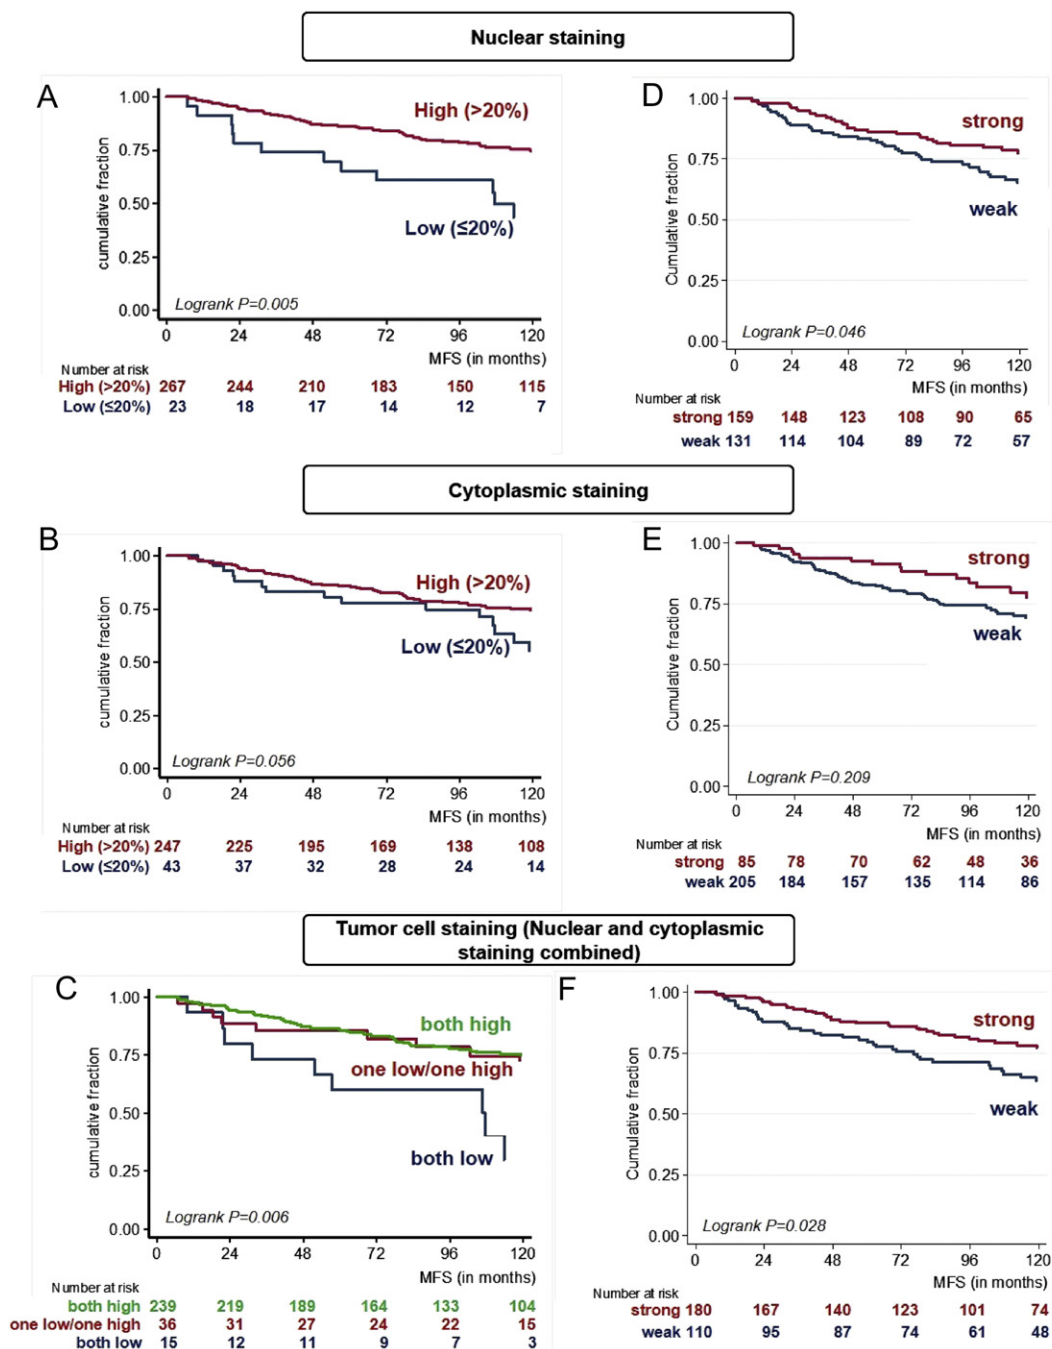 Nuclear staining
A
1.00
0.75
0.50
0.25
0.00
cumulative fraction
High (>20%)
Low (≤20%)
Logrank P=0.005
0 24 48 72 96 120
MFS (in months)
Number at risk
High (>20%) 267 244 210 183 150 115
Low (≤20%) 23 18 17 14 12 7
D
1.00
0.75
0.50
0.25
0.00
Cumulative fraction
strong
weak
Logrank P=0.046
0 24 48 72 96 120
MFS (in months)
Number at risk
strong 159 148 123 108 90 65
weak 131 114 104 89 72 57
Cytoplasmic staining
B
1.00
0.75
0.50
0.25
0.00
cumulative fraction
High (>20%)
Low (≤20%)
Logrank P=0.056
0 24 48 72 96 120
MFS (in months)
Number at risk
High (>20%) 247 225 195 169 138 108
Low (≤20%) 43 37 32 28 24 14
E
1.00
0.75
0.50
0.25
0.00
Cumulative fraction
strong
weak
Logrank P=0.209
0 24 48 72 96 120
MFS (in months)
Number at risk
strong 85 78 70 62 48 36
weak 205 184 157 135 114 86
Tumor cell staining (Nuclear and cytoplasmic
staining combined)
C
1.00
0.75
0.50
0.25
0.00
cumulative fraction
both high
one low/one high
both low
Logrank P=0.006
0 24 48 72 96 120
MFS (in months)
Number at risk
both high 239 219 189 164 133 104
one low/one high 36 31 27 24 22 15
both low 15 12 11 9 7 3
F
1.00
0.75
0.50
0.25
0.00
Cumulative fraction
strong
weak
Logrank P=0.028
0 24 48 72 96 120
MFS (in months)
Number at risk
strong 180 167 140 123 101 74
weak 110 95 87 74 61 48